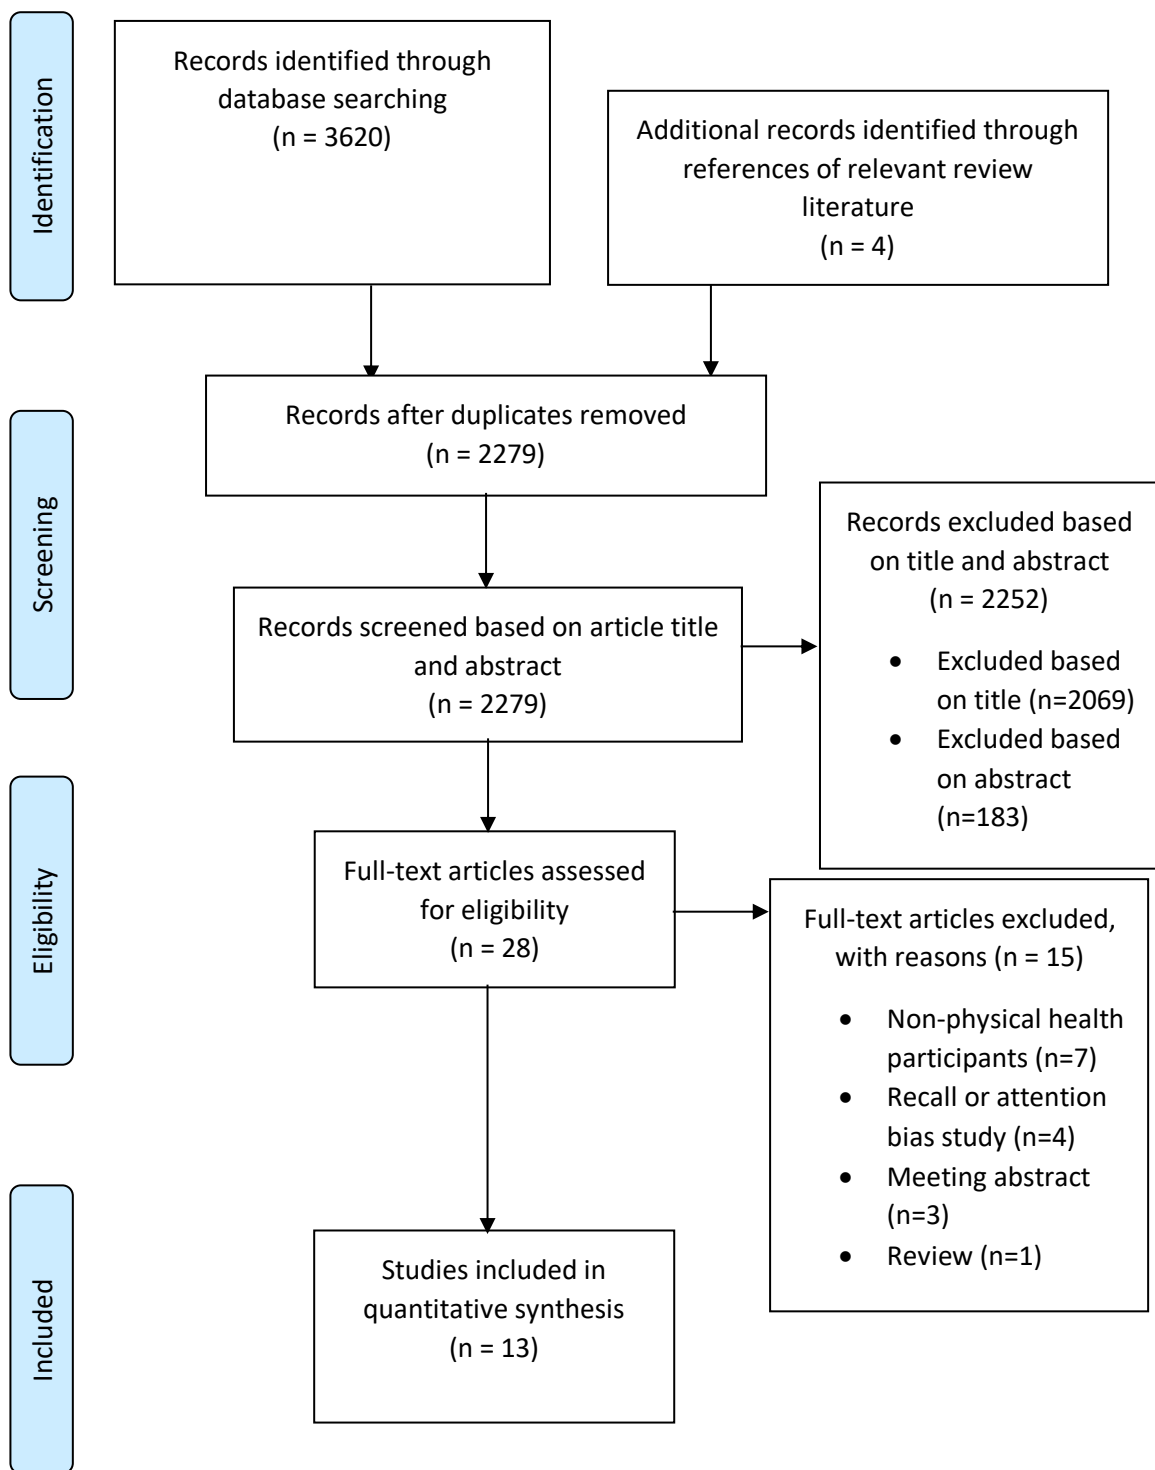 Identification
Records identified through
database searching
(n = 3620)
Additional records identified through
references of relevant review
literature
(n = 4)
Screening
Records after duplicates removed
(n = 2279)
Records screened based on article title
and abstract
(n = 2279)
Records excluded based
on title and abstract
(n = 2252)
• Excluded based
on title (n=2069)
• Excluded based
on abstract
(n=183)
Eligibility
Full-text articles assessed
for eligibility
(n = 28)
Full-text articles excluded,
with reasons (n = 15)
• Non-physical health
participants (n=7)
• Recall or attention
bias study (n=4)
• Meeting abstract
(n=3)
• Review (n=1)
Included
Studies included in
quantitative synthesis
(n = 13)